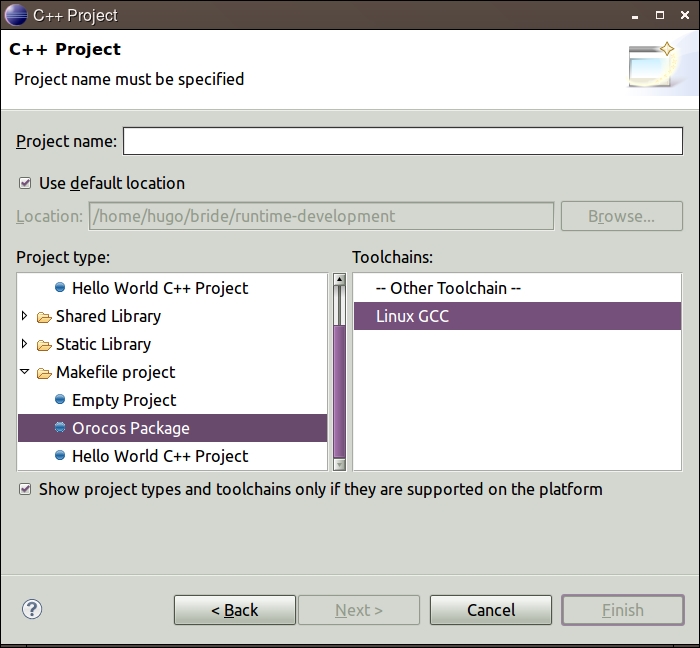 C++ Project
C++ Project
Project name must be specified
Project name:
Use default location
Location: /home/hugo/bride/runtime-development Browse...
Project type: Toolchains:
Hello World C++ Project -- Other Toolchain --
Shared Library Linux GCC
Static Library
Makefile project
Empty Project
Orocos Package
Hello World C++ Project
Show project types and toolchains only if they are supported on the platform
? < Back Next > Cancel Finish